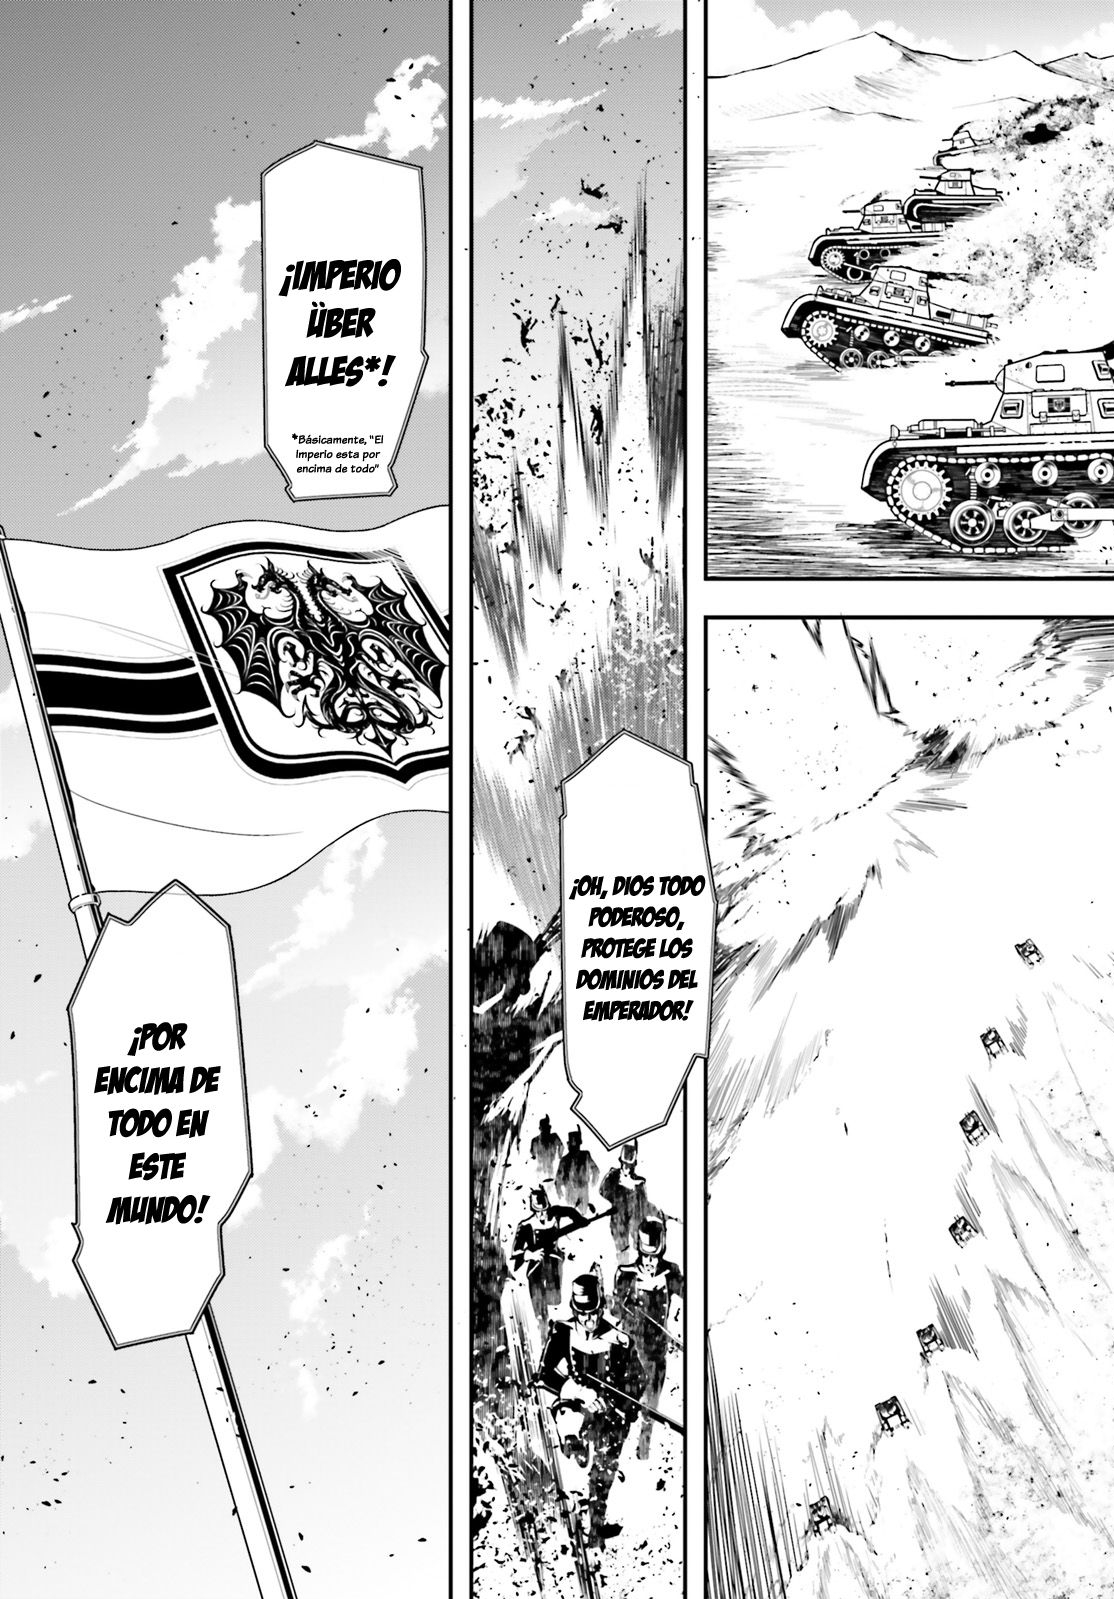 ¡OH, DIOS TODO
PODEROSO,
PROTEGE LOS
DOMINIOS DEL
EMPERADOR!
¡IMPERIO
ÜBER
ALLES*!
*Básicamente, "El
Imperio esta por
encima de todo"
¡POR
ENCIMA DE
TODO EN
ESTE
MUNDO!